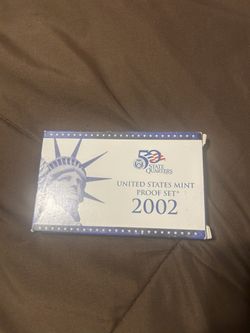 50
STATE
QUARTERS
UNITED STATES MINT
PROOF SET®
2002